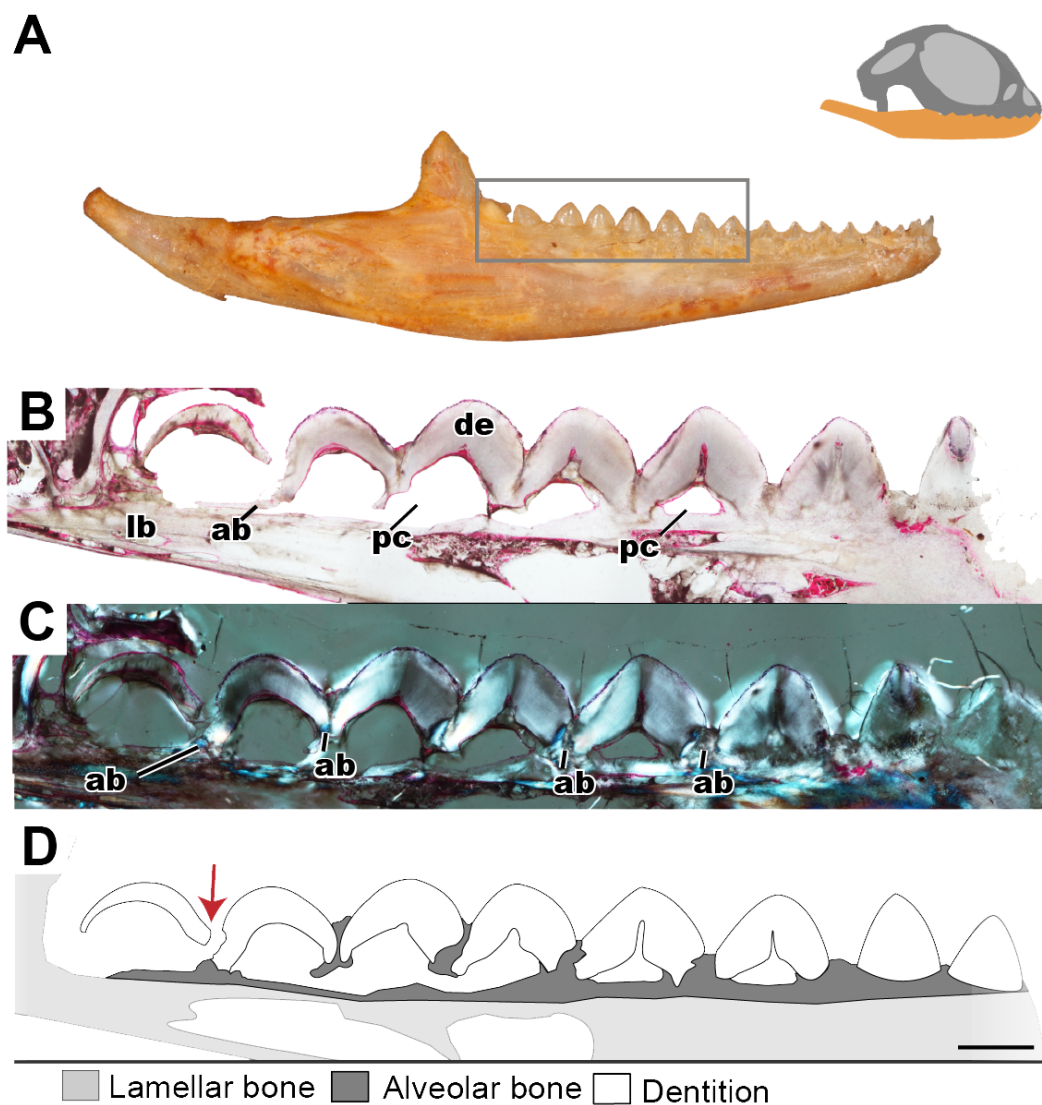 A
B
de
lb
ab
pc
pc
C
ab
ab
ab
ab
D
Lamellar bone Alveolar bone Dentition